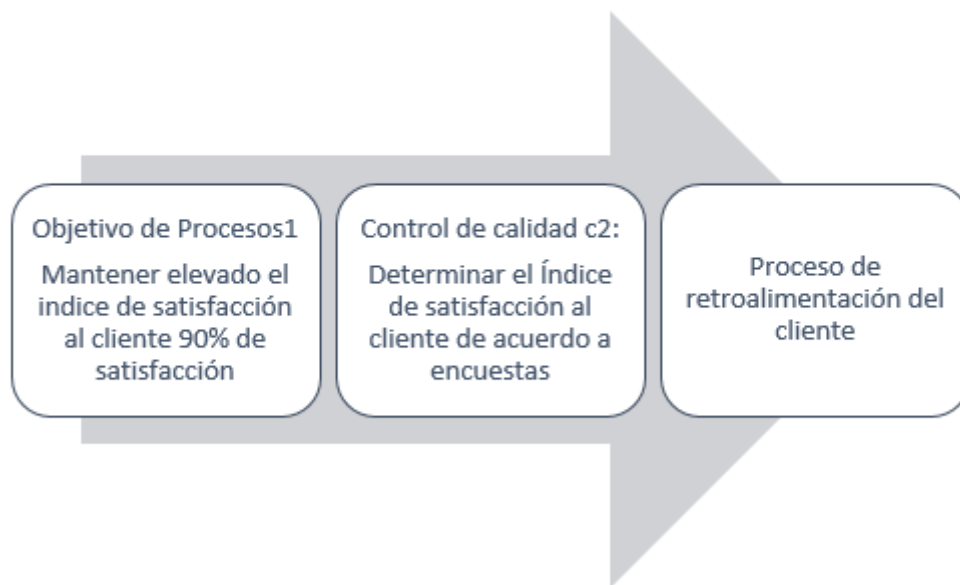 Objetivo de Procesos1
Mantener elevado el
indice de satisfacción
al cliente 90% de
satisfacción
Control de calidad c2:
Determinar el Índice
de satisfacción al
cliente de acuerdo a
encuestas
Proceso de
retroalimentación del
cliente